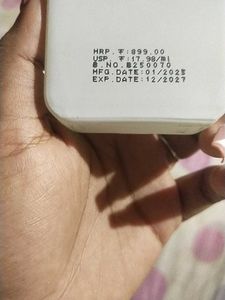 MRP. ₹:899.00
USP. ₹:17.98/ml
B.NO.B250070
MFG.DATE:01/2025
EXP.DATE:12/2027